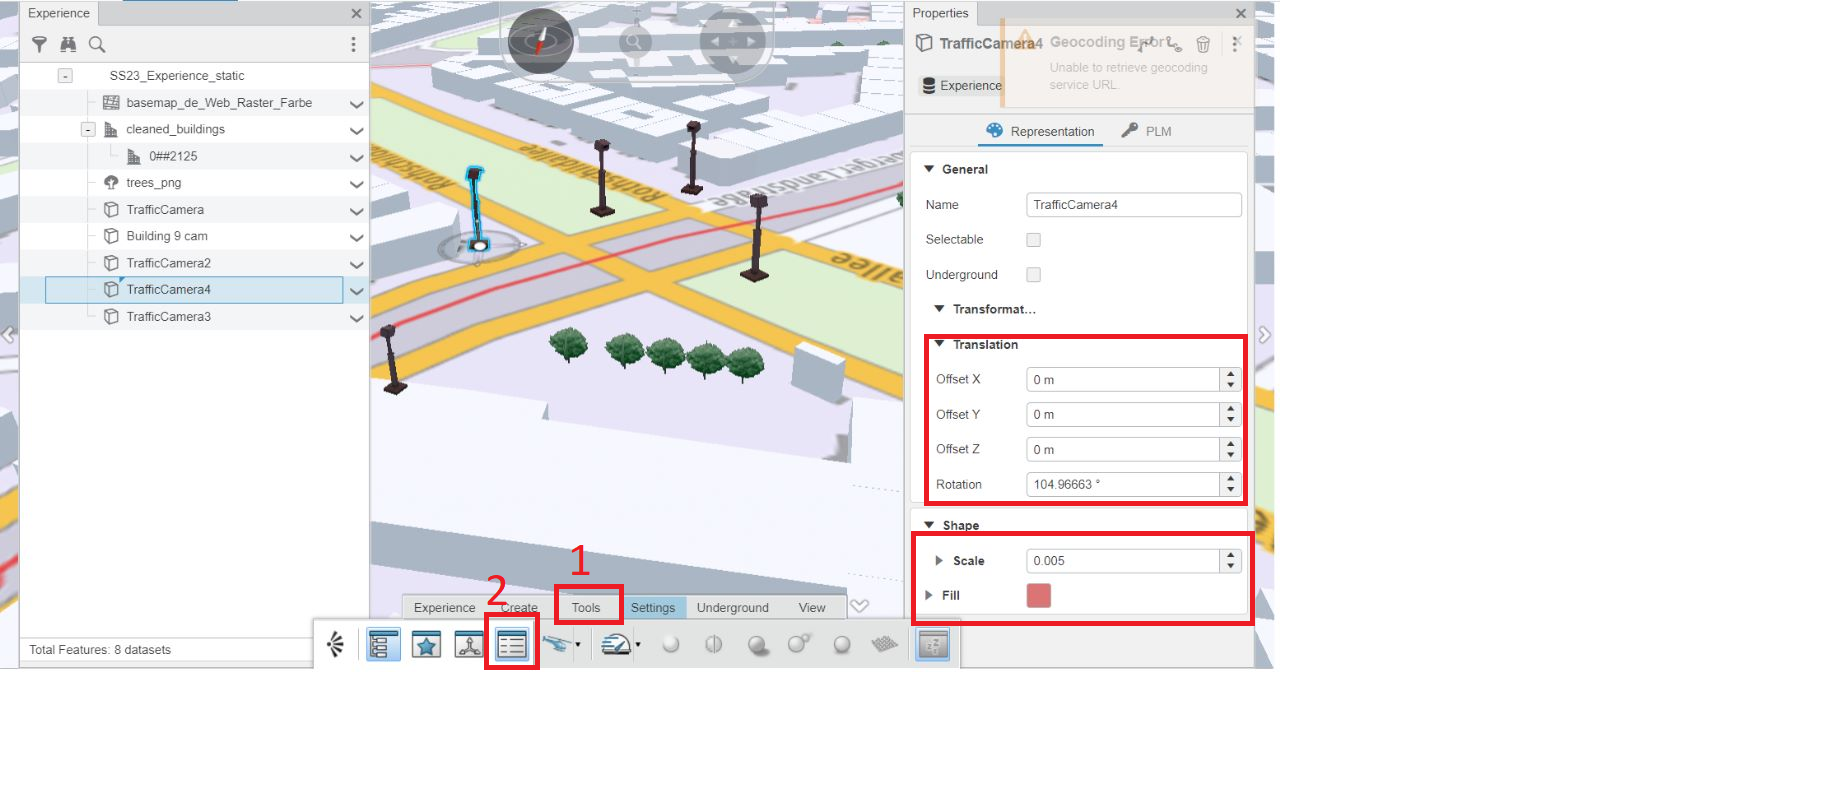 Experience
SS23_Experience_static
basemap_de_Web_Raster_Farbe
cleaned_buildings
0##2125
trees_png
TrafficCamera
Building 9 cam
TrafficCamera2
TrafficCamera4
TrafficCamera3
Total Features: 8 datasets
Rothschildallee
allee
1
2
Experience
Create
Tools
Settings
Underground
View
Properties
TrafficCamera4
Geocoding Error
Unable to retrieve geocoding
service URL.
Experience
Representation
PLM
General
Name
TrafficCamera4
Selectable
Underground
Transformat...
Translation
Offset X
0 m
Offset Y
0 m
Offset Z
0 m
Rotation
104.96663 °
Shape
Scale
0.005
Fill